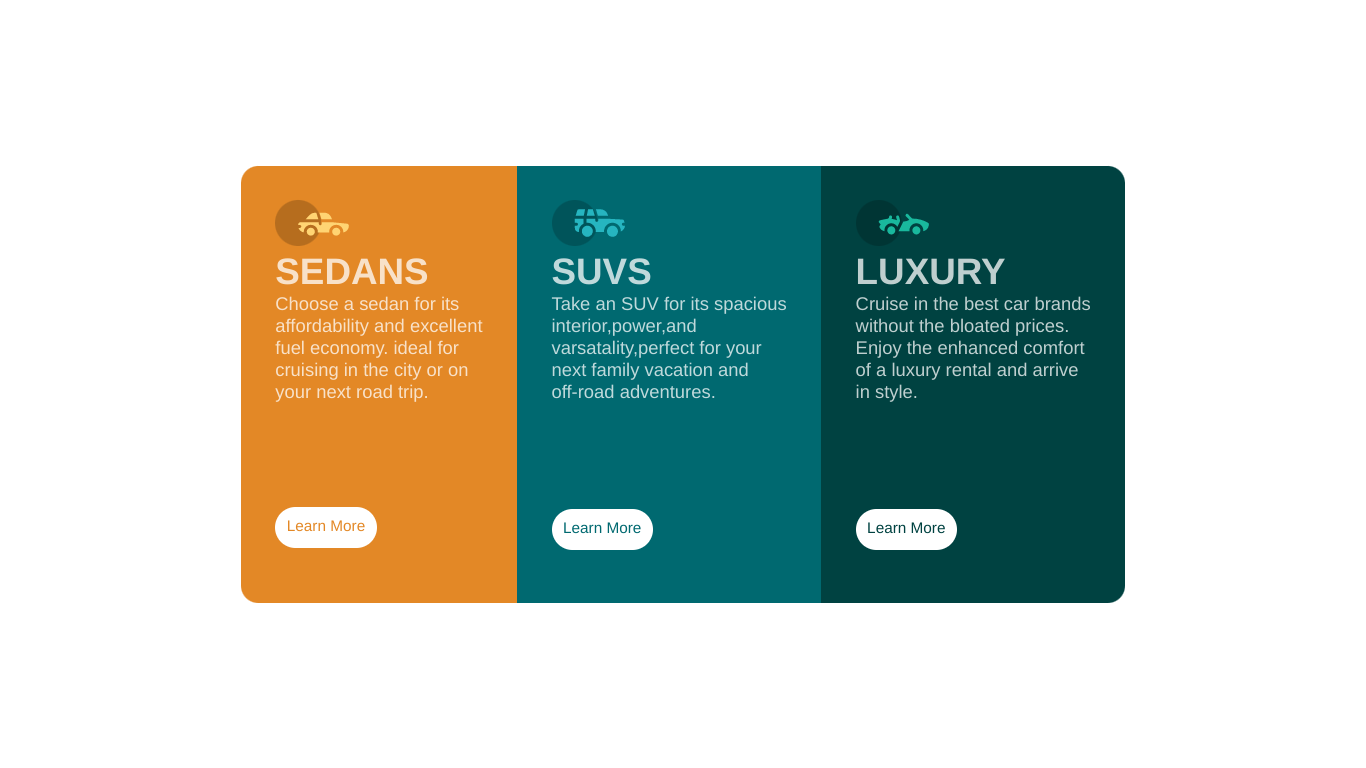 SEDANS
Choose a sedan for its
affordability and excellent
fuel economy. ideal for
cruising in the city or on
your next road trip.
Learn More
SUVS
Take an SUV for its spacious
interior,power,and
varsatality,perfect for your
next family vacation and
off-road adventures.
Learn More
LUXURY
Cruise in the best car brands
without the bloated prices.
Enjoy the enhanced comfort
of a luxury rental and arrive
in style.
Learn More